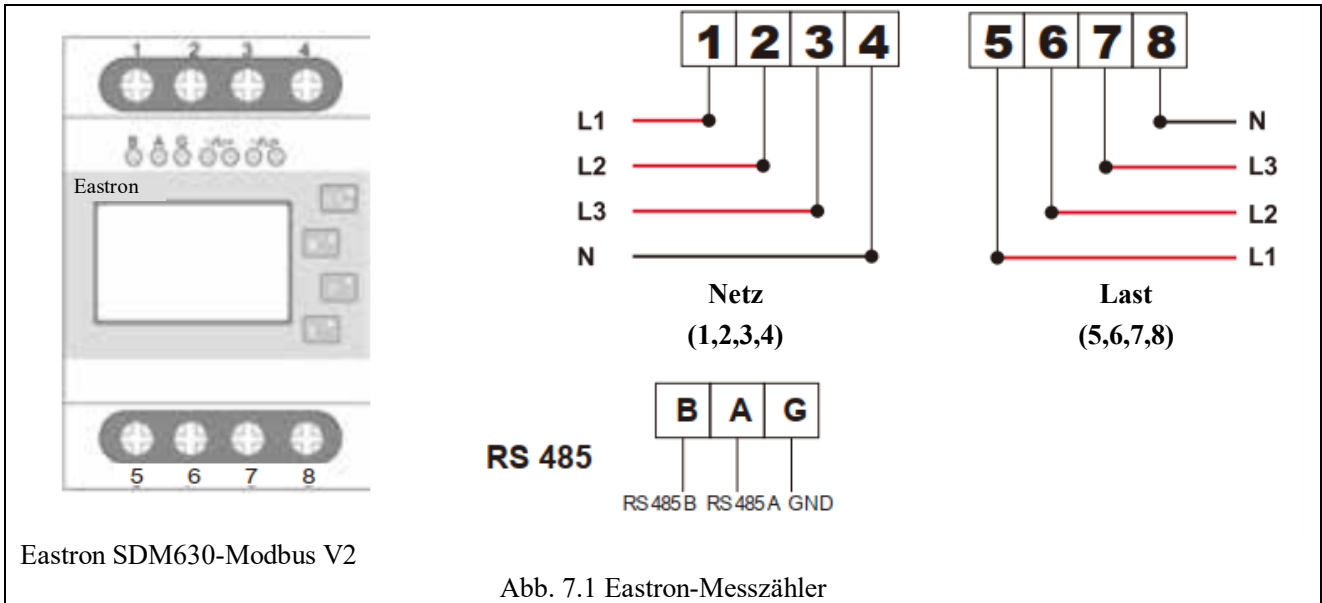 1 2 3 4
B A G
Eastron
5 6 7 8
Eastron SDM630-Modbus V2
1 2 3 4
L1
L2
L3
N
Netz
(1,2,3,4)
5 6 7 8
N
L3
L2
L1
Last
(5,6,7,8)
RS 485
B A G
RS485B RS485A GND
Abb. 7.1 Eastron-Messzähler